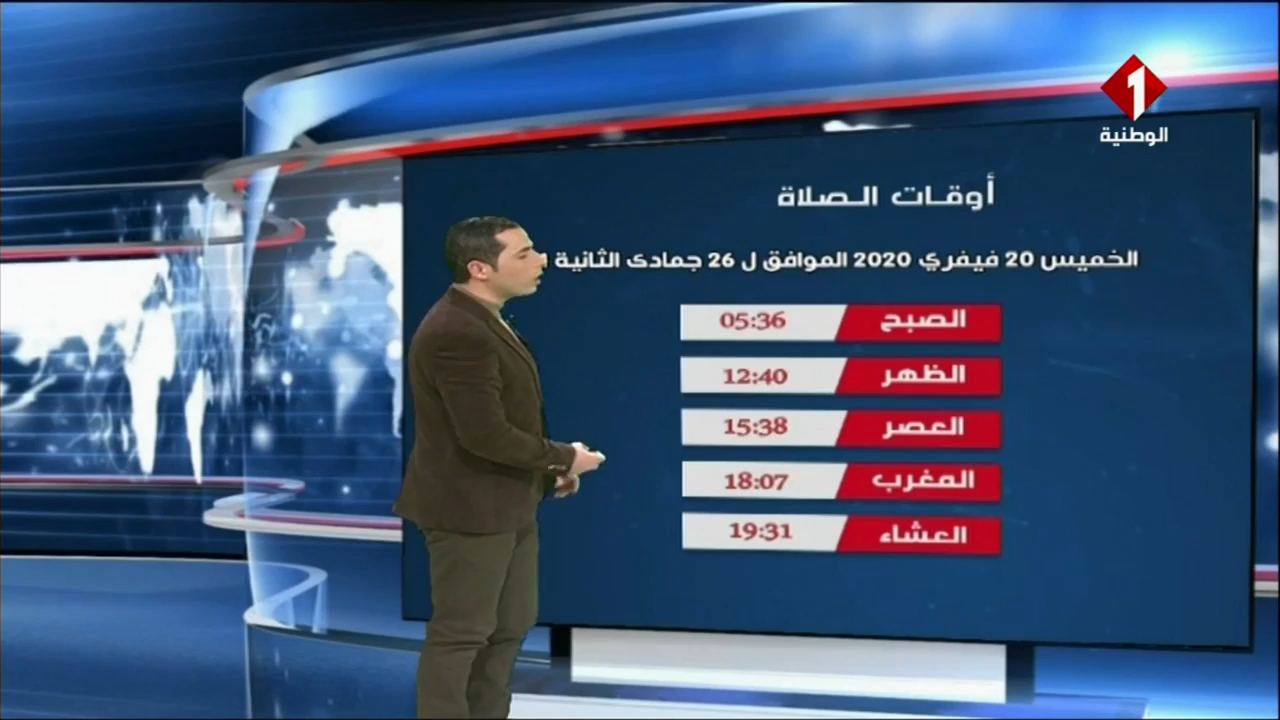 1
الوطنية
أوقات الصلاة
الخميس 20 فيفري 2020 الموافق ل 26 جمادى الثانية
الصبح 05:36
الظهر 12:40
العصر 15:38
المغرب 18:07
العشاء 19:31